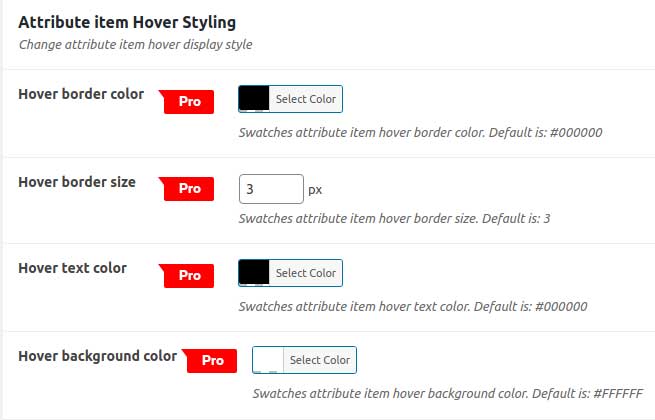 Attribute item Hover Styling
Change attribute item hover display style
Hover border color Pro Select Color
Swatches attribute item hover border color. Default is: #000000
Hover border size Pro 3 px
Swatches attribute item hover border size. Default is: 3
Hover text color Pro Select Color
Swatches attribute item hover text color. Default is: #000000
Hover background color Pro Select Color
Swatches attribute item hover background color. Default is: #FFFFFF